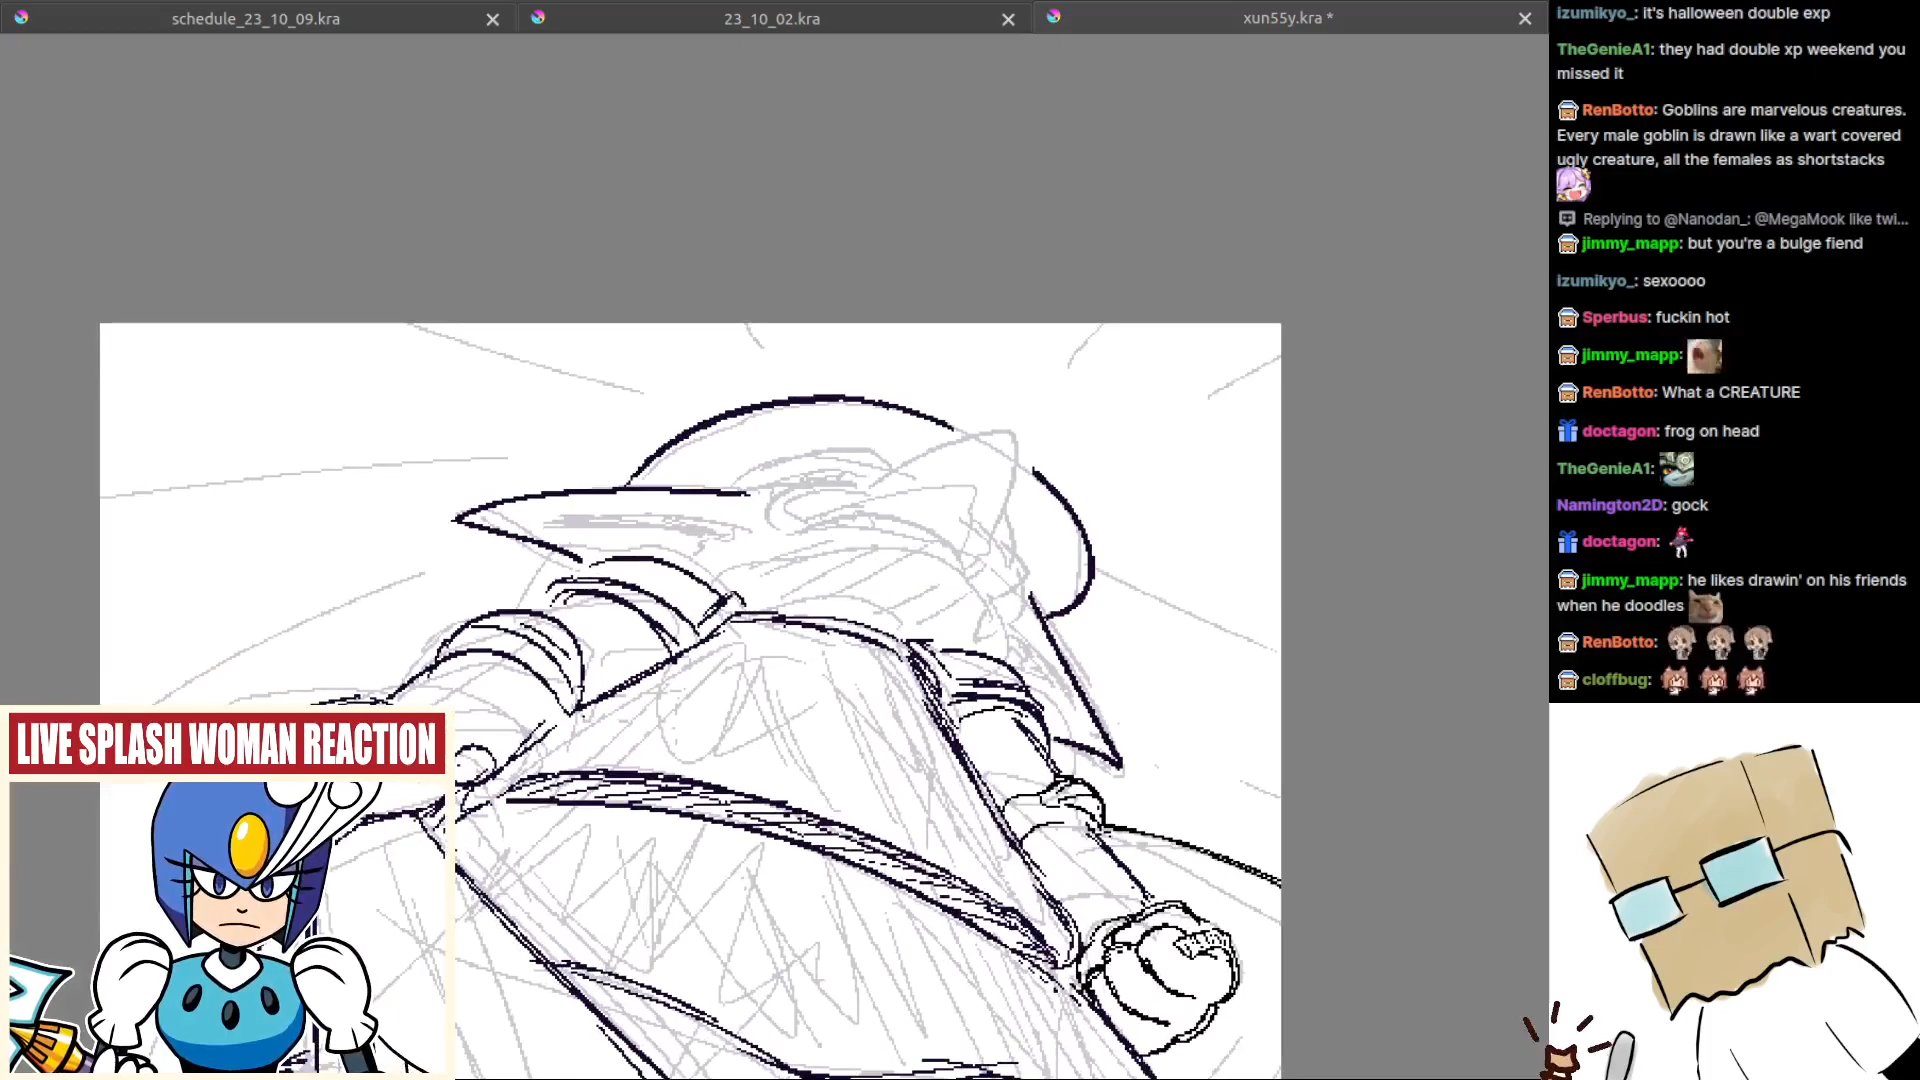 schedule_23_10_09.kra
23_10_02.kra
xun55y.kra *
izumikyo_: it's halloween double exp
TheGenieA1: they had double xp weekend you
missed it
RenBotto: Goblins are marvelous creatures.
Every male goblin is drawn like a wart covered
ugly creature, all the females as shortstacks
Replying to @Nanodan_: @MegaMook like twi...
jimmy_mapp: but you're a bulge fiend
izumikyo_: sexoooo
Sperbus: fuckin hot
jimmy_mapp:
RenBotto: What a CREATURE
doctagon: frog on head
TheGenieA1:
Namington2D: gock
doctagon:
jimmy_mapp: he likes drawin' on his friends
when he doodles
RenBotto:
cloffbug:
LIVE SPLASH WOMAN REACTION